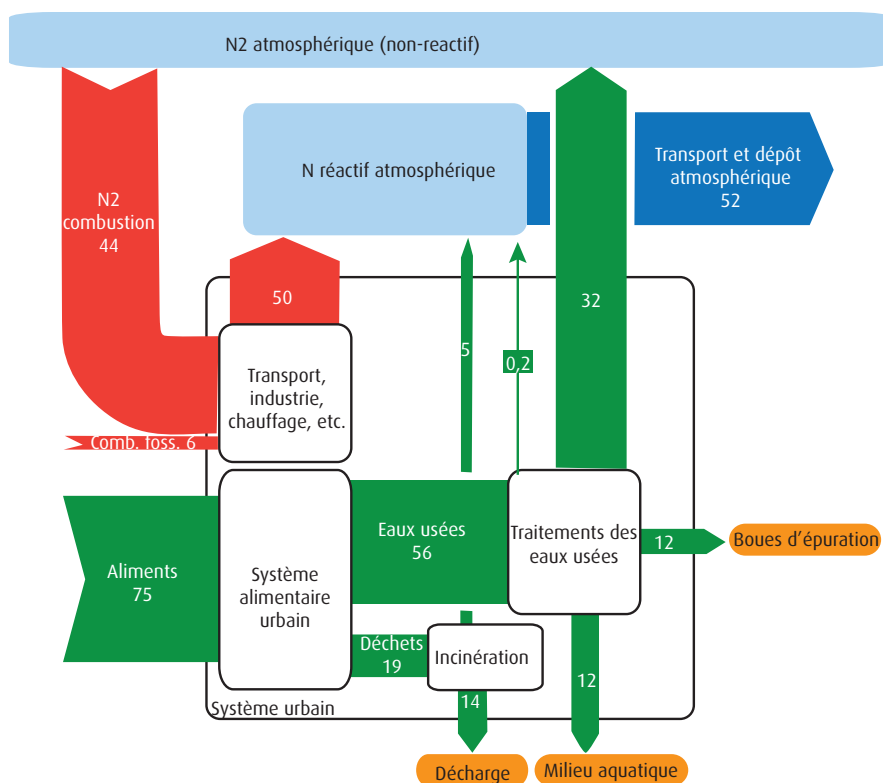 N2 atmosphérique (non-reactif)
N réactif atmosphérique
Transport et dépôt
atmosphérique
52
N2
combustion
44
50
32
5
0,2
Transport,
industrie,
chauffage, etc.
Comb. foss. 6
Aliments
75
Système
alimentaire
urbain
Eaux usées
56
Traitements des
eaux usées
12
Boues d'épuration
Déchets
19
Incinération
14
12
Système urbain
Décharge
Milieu aquatique